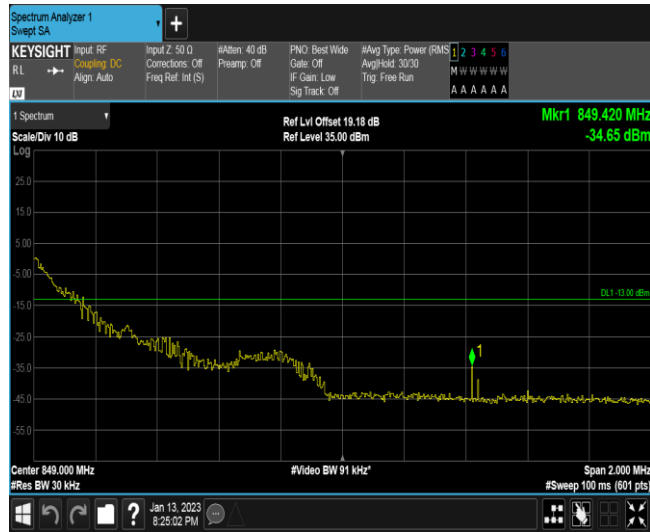 Spectrum Analyzer 1
Swept SA
+
KEYSIGHT Input: RF Input Z: 50 Ω #Atten: 40 dB PNO: Best Wide #Avg Type: Power (RMS 1 2 3 4 5 6
RL Coupling: DC Corrections: Off Preamp: Off Gate: Off Avg|Hold: 30/30 M W W W W W
Align: Auto Freq Ref: Int (S) IF Gain: Low Trig: Free Run
LXI Sig Track: Off A A A A A A
1 Spectrum Ref Lvl Offset 19.18 dB Mkr1 849.420 MHz
Scale/Div 10 dB Ref Level 35.00 dBm -34.65 dBm
Log
25.0
15.0
5.00
-5.00
DL1 -13.00 dBm
-15.0
-25.0
1
-35.0
-45.0
-55.0
Center 849.000 MHz #Video BW 91 kHz* Span 2.000 MHz
#Res BW 30 kHz #Sweep 100 ms (601 pts)
? Jan 13, 2023
8:25:02 PM